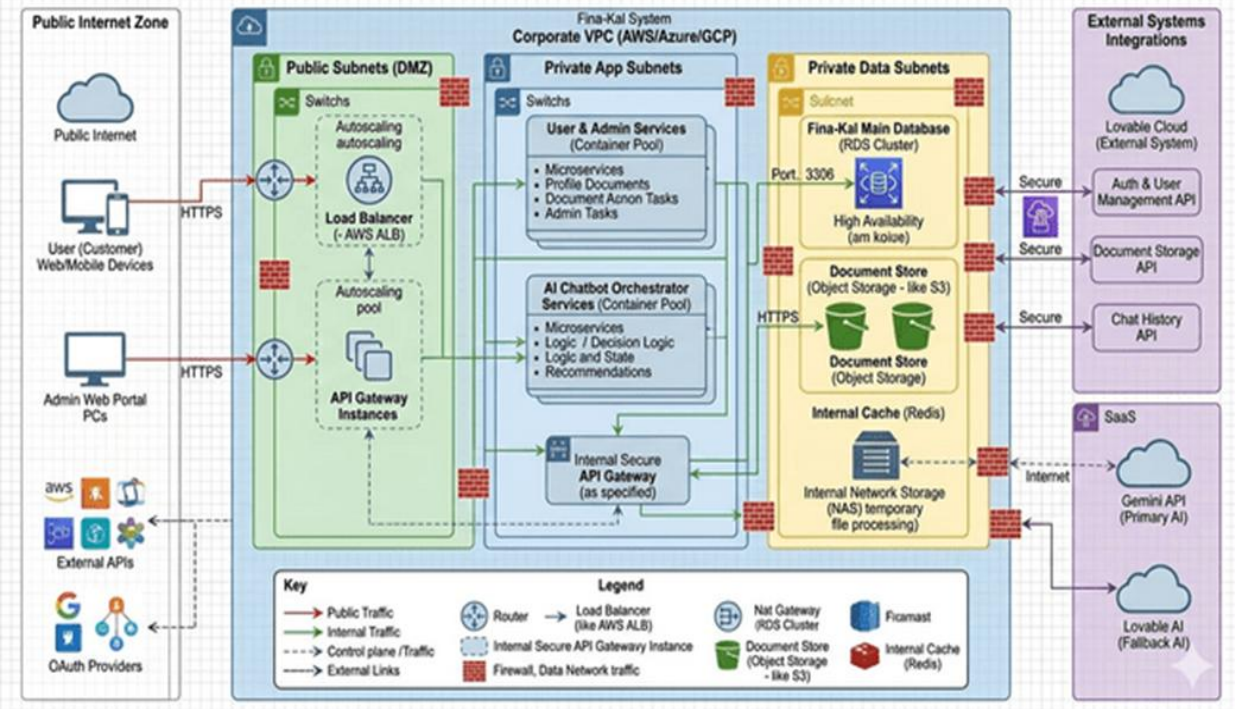 Public Internet Zone
Public Internet
HTTPS
User (Customer)
Web/Mobile Devices
HTTPS
Admin Web Portal
PCs
aws
External APIs
OAuth Providers
Fina-Kal System
Corporate VPC (AWS/Azure/GCP)
Public Subnets (DMZ)
Switchs
Autoscaling
autoscaling
Load Balancer
(- AWS ALB)
Autoscaling
pool
API Gateway
Instances
Private App Subnets
Switchs
User & Admin Services
(Container Pool)
▪ Microservices
▪ Profile Documents
▪ Document Acnon Tasks
▪ Admin Tasks
AI Chatbot Orchestrator
Services (Container Pool)
▪ Microservices
▪ Logic / Decision Logic
▪ Logic and State
▪ Recommendations
Internal Secure
API Gateway
(as specified)
Private Data Subnets
Sulcnet
Fina-Kal Main Database
(RDS Cluster)
Port. 3306
High Availability
(am koiue)
Document Store
(Object Storage - like S3)
HTTPS
Document Store
(Object Storage)
Internal Cache (Redis)
Internal Network Storage
(NAS) temporary
file processing)
External Systems
Integrations
Lovable Cloud
(External System)
Secure
Auth & User
Management API
Secure
Document Storage
API
Secure
Chat History
API
SaaS
Internet
Gemini API
(Primary AI)
Lovable AI
(Fallback AI)
Key
Public Traffic
Internal Traffic
Control plane /Traffic
External Links
Legend
Router
Load Balancer
(like AWS ALB)
Internal Secure API Gatewavy Instance
Firewall, Data Network traffic
Nat Gateway
(RDS Cluster
Document Store
(Object Storage
- like S3)
Ficamast
Internal Cache
(Redis)